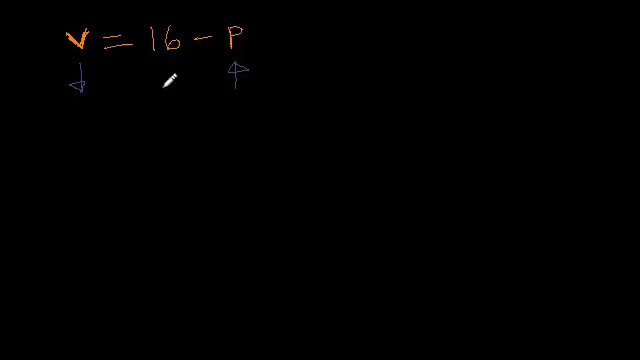 v = 16 - P
↓ ↑